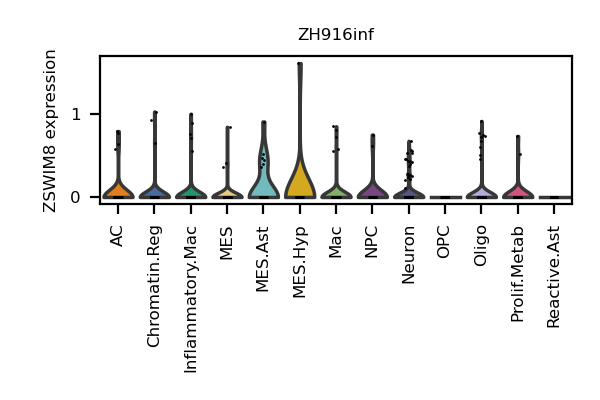 ZH916inf
ZSWIM8 expression
1
0
AC
Chromatin.Reg
Inflammatory.Mac
MES
MES.Ast
MES.Hyp
Mac
NPC
Neuron
OPC
Oligo
Prolif.Metab
Reactive.Ast